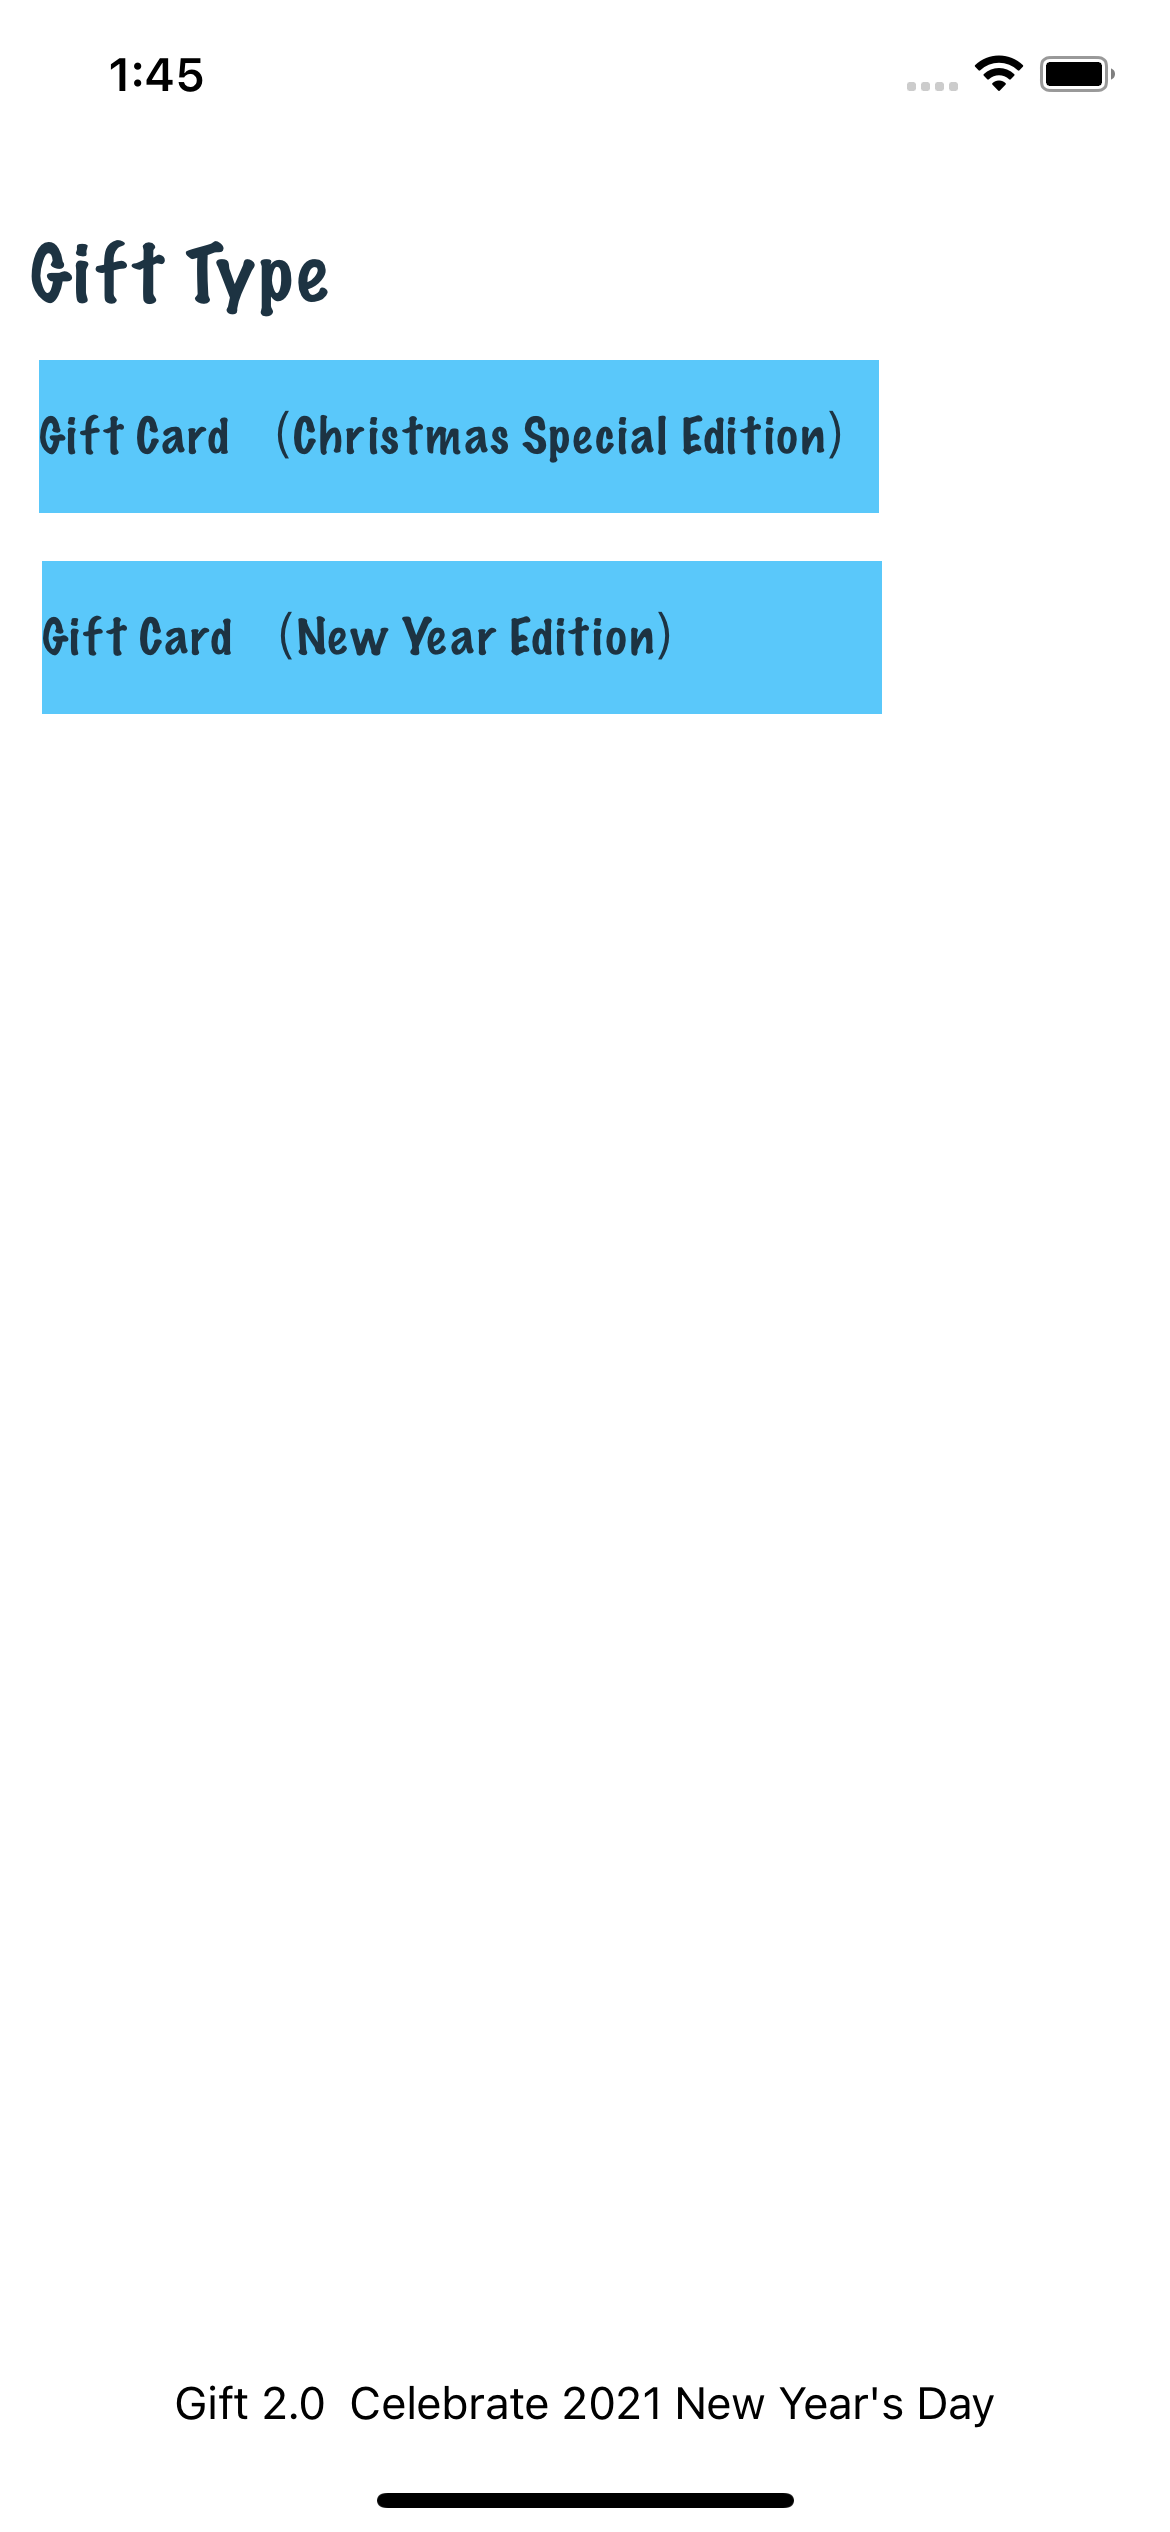 1:45
Gift Type
Gift Card （Christmas Special Edition）
Gift Card （New Year Edition）
Gift 2.0  Celebrate 2021 New Year's Day